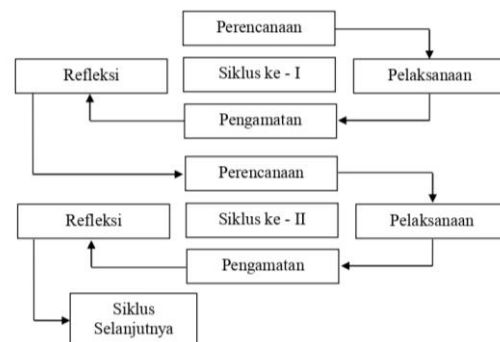 Perencanaan
Refleksi
Siklus ke - I
Pelaksanaan
Pengamatan
Perencanaan
Refleksi
Siklus ke - II
Pelaksanaan
Pengamatan
Siklus
Selanjutnya